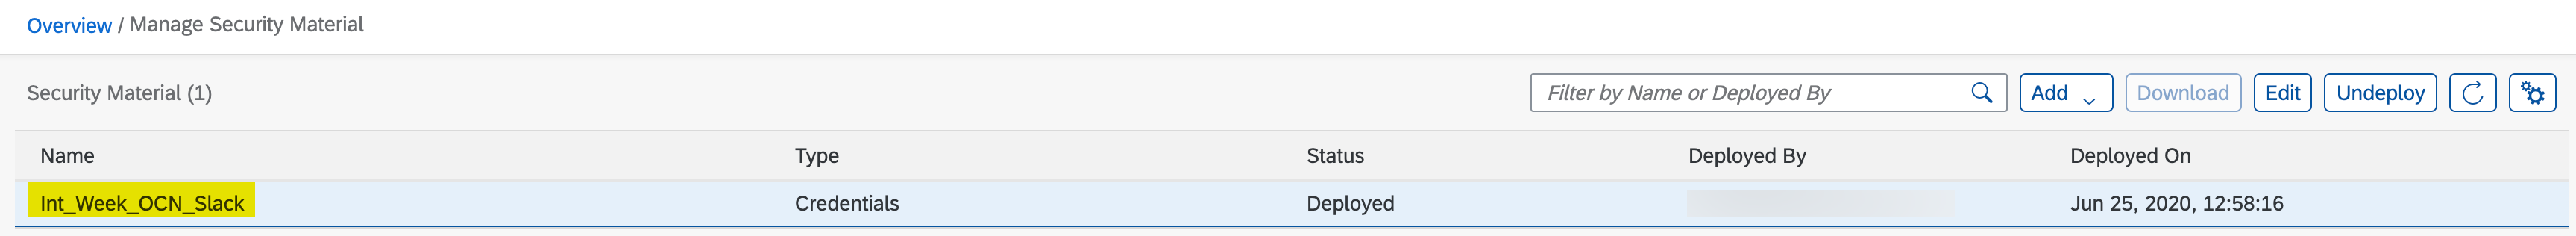 Overview / Manage Security Material
Security Material (1)
Filter by Name or Deployed By
Add
Download
Edit
Undeploy
Name Type Status Deployed By Deployed On
Int_Week_OCN_Slack Credentials Deployed Jun 25, 2020, 12:58:16